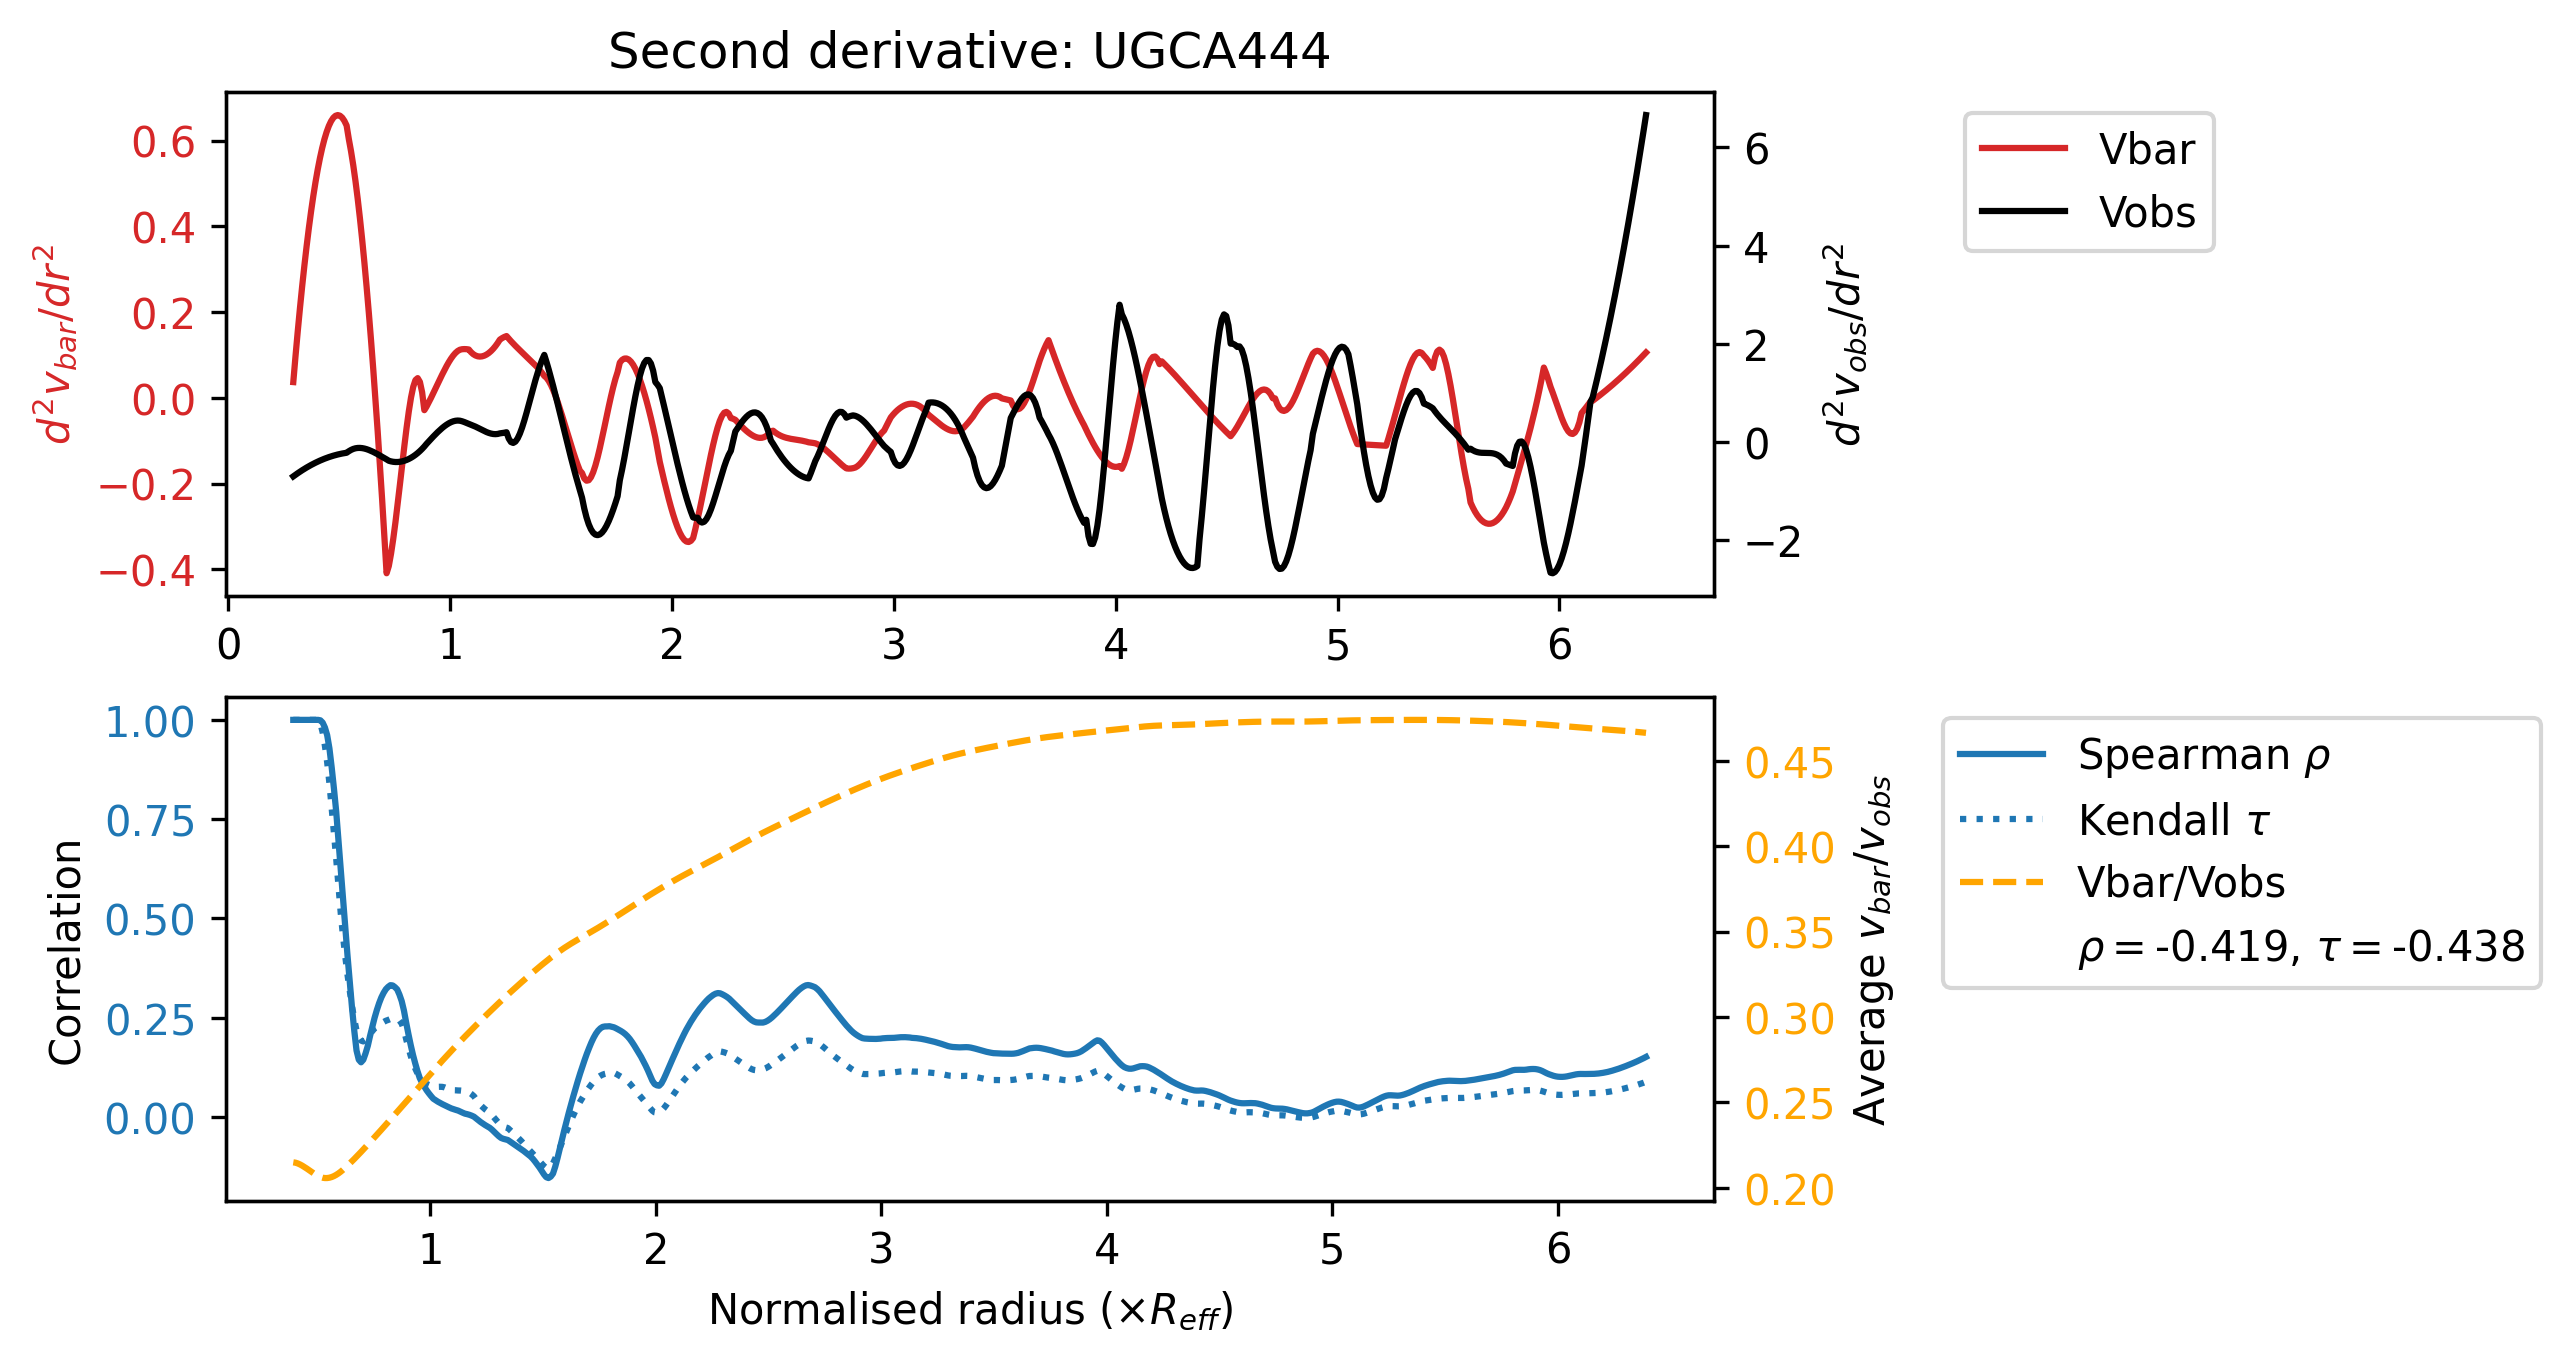 Second derivative: UGCA444
d²v_bar/dr²
0.6
0.4
0.2
0.0
−0.2
−0.4
6
4
2
0
−2
d²v_obs/dr²
Vbar
Vobs
0 1 2 3 4 5 6
Correlation
1.00
0.75
0.50
0.25
0.00
0.45
0.40
0.35
0.30
0.25
0.20
Average v_bar/v_obs
Spearman ρ
Kendall τ
Vbar/Vobs
ρ = -0.419, τ = -0.438
1 2 3 4 5 6
Normalised radius (×R_eff)